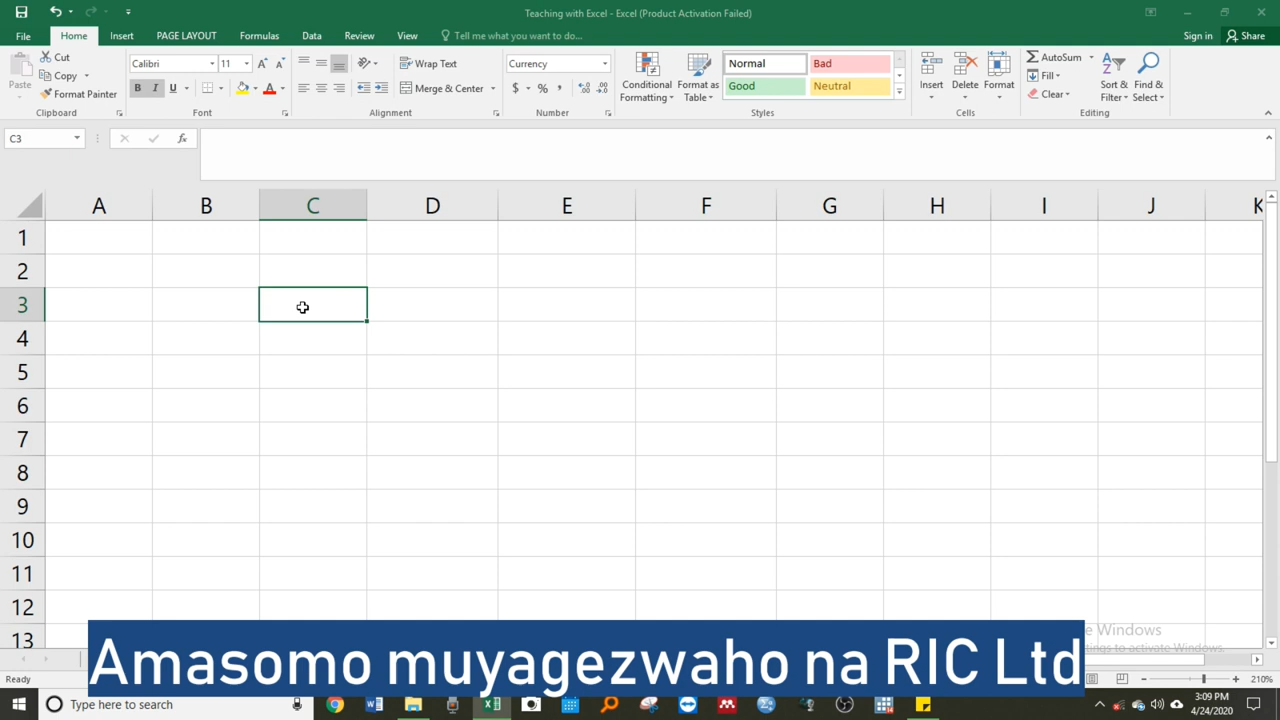 Teaching with Excel - Excel (Product Activation Failed)
File Home Insert PAGE LAYOUT Formulas Data Review View Tell me what you want to do... Sign in Share
Paste Cut Copy Format Painter Clipboard
Calibri 11 B I U Font
Wrap Text Merge & Center Alignment
Currency $ % , Number
Conditional Formatting Format as Table Normal Bad Good Neutral Styles
Insert Delete Format Cells
AutoSum Fill Clear Sort & Filter Find & Select Editing
C3 fx
A B C D E F G H I J K
1
2
3
4
5
6
7
8
9
10
11
12
13
Amasomo muyagezwaho na RIC Ltd
Windows
to activate Windows.
Ready 210%
Type here to search 3:09 PM
4/24/2020